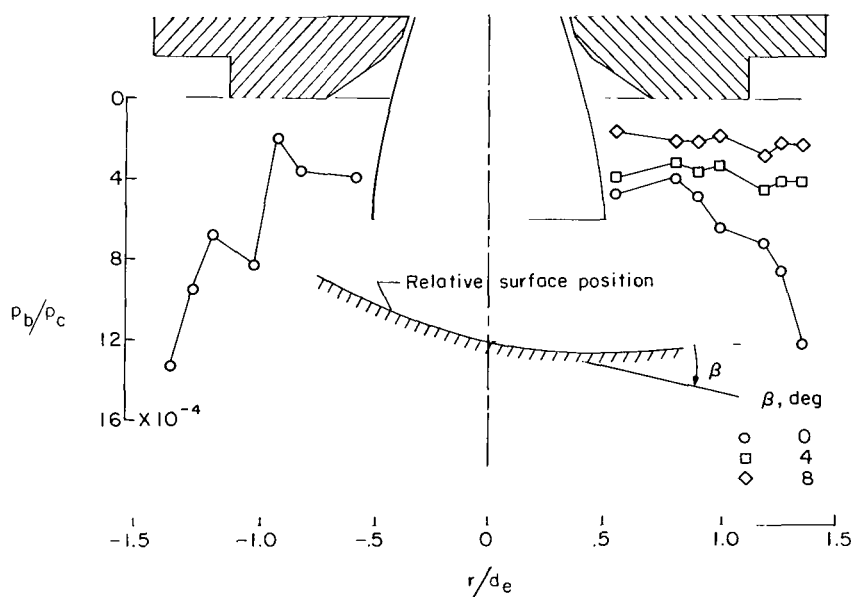 0
4
8
12
16 × 10⁻⁴
p_b/p_c
Relative surface position
β
β, deg
○ 0
□ 4
◇ 8
-1.5
-1.0
-.5
0
.5
1.0
1.5
r/d_e